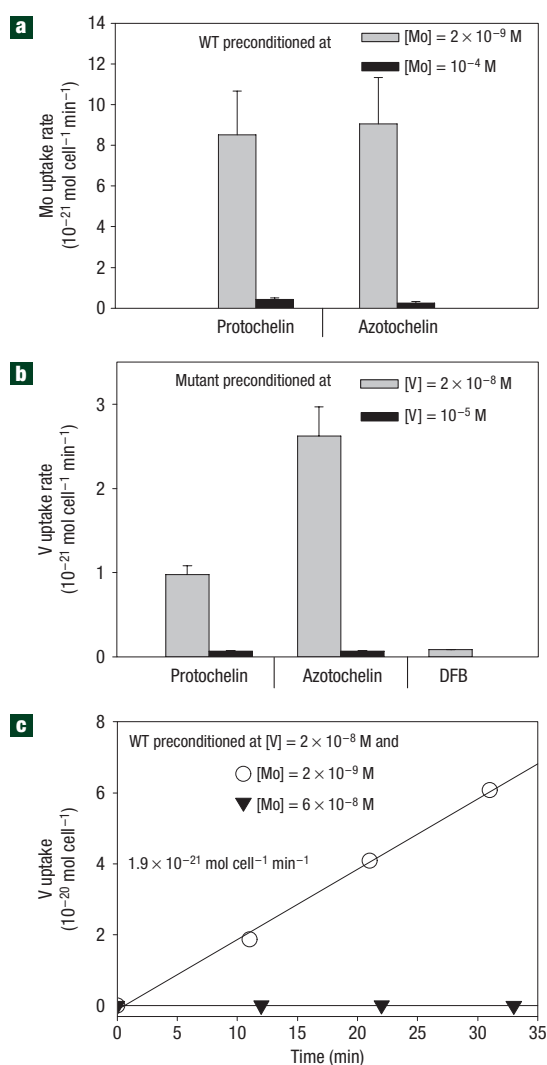 a
WT preconditioned at
[Mo] = 2 × 10⁻⁹ M
[Mo] = 10⁻⁴ M
Mo uptake rate
(10⁻²¹ mol cell⁻¹ min⁻¹)
14
12
10
8
6
4
2
0
Protochelin
Azotochelin
b
Mutant preconditioned at
[V] = 2 × 10⁻⁸ M
[V] = 10⁻⁵ M
V uptake rate
(10⁻²¹ mol cell⁻¹ min⁻¹)
3
2
1
0
Protochelin
Azotochelin
DFB
c
WT preconditioned at [V] = 2 × 10⁻⁸ M and
[Mo] = 2 × 10⁻⁹ M
[Mo] = 6 × 10⁻⁸ M
1.9 × 10⁻²¹ mol cell⁻¹ min⁻¹
V uptake
(10⁻²⁰ mol cell⁻¹)
8
6
4
2
0
0 5 10 15 20 25 30 35
Time (min)